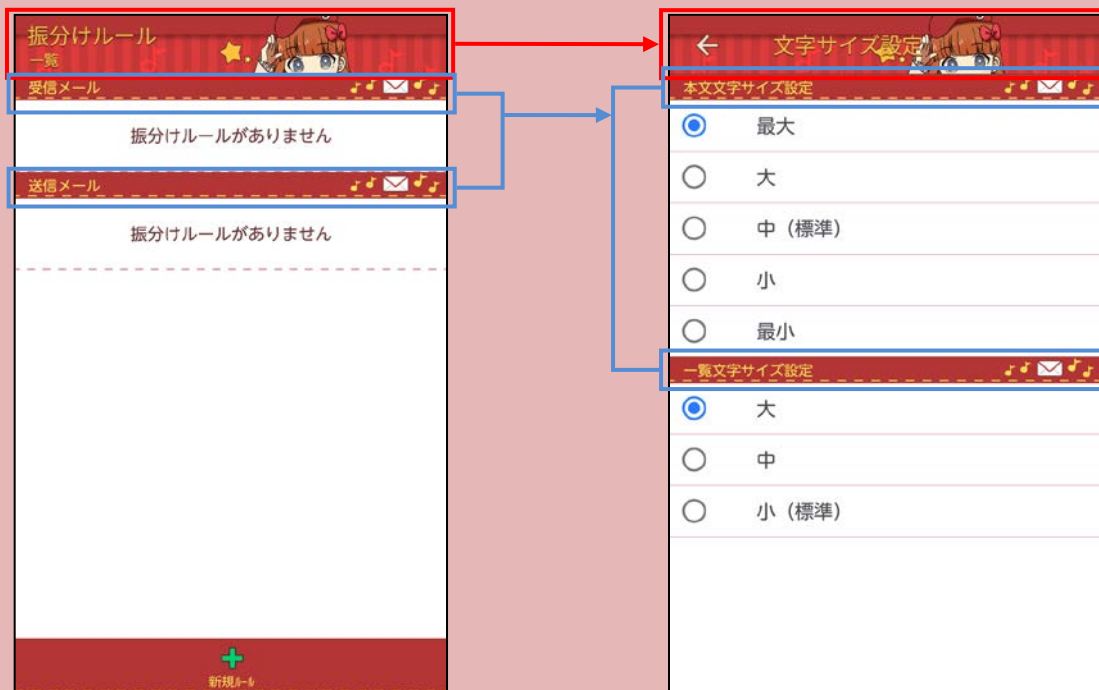 振分けルール
一覧
受信メール
振分けルールがありません
送信メール
振分けルールがありません
新規ルール
文字サイズ設定
本文文字サイズ設定
最大
大
中（標準）
小
最小
一覧文字サイズ設定
大
中
小（標準）